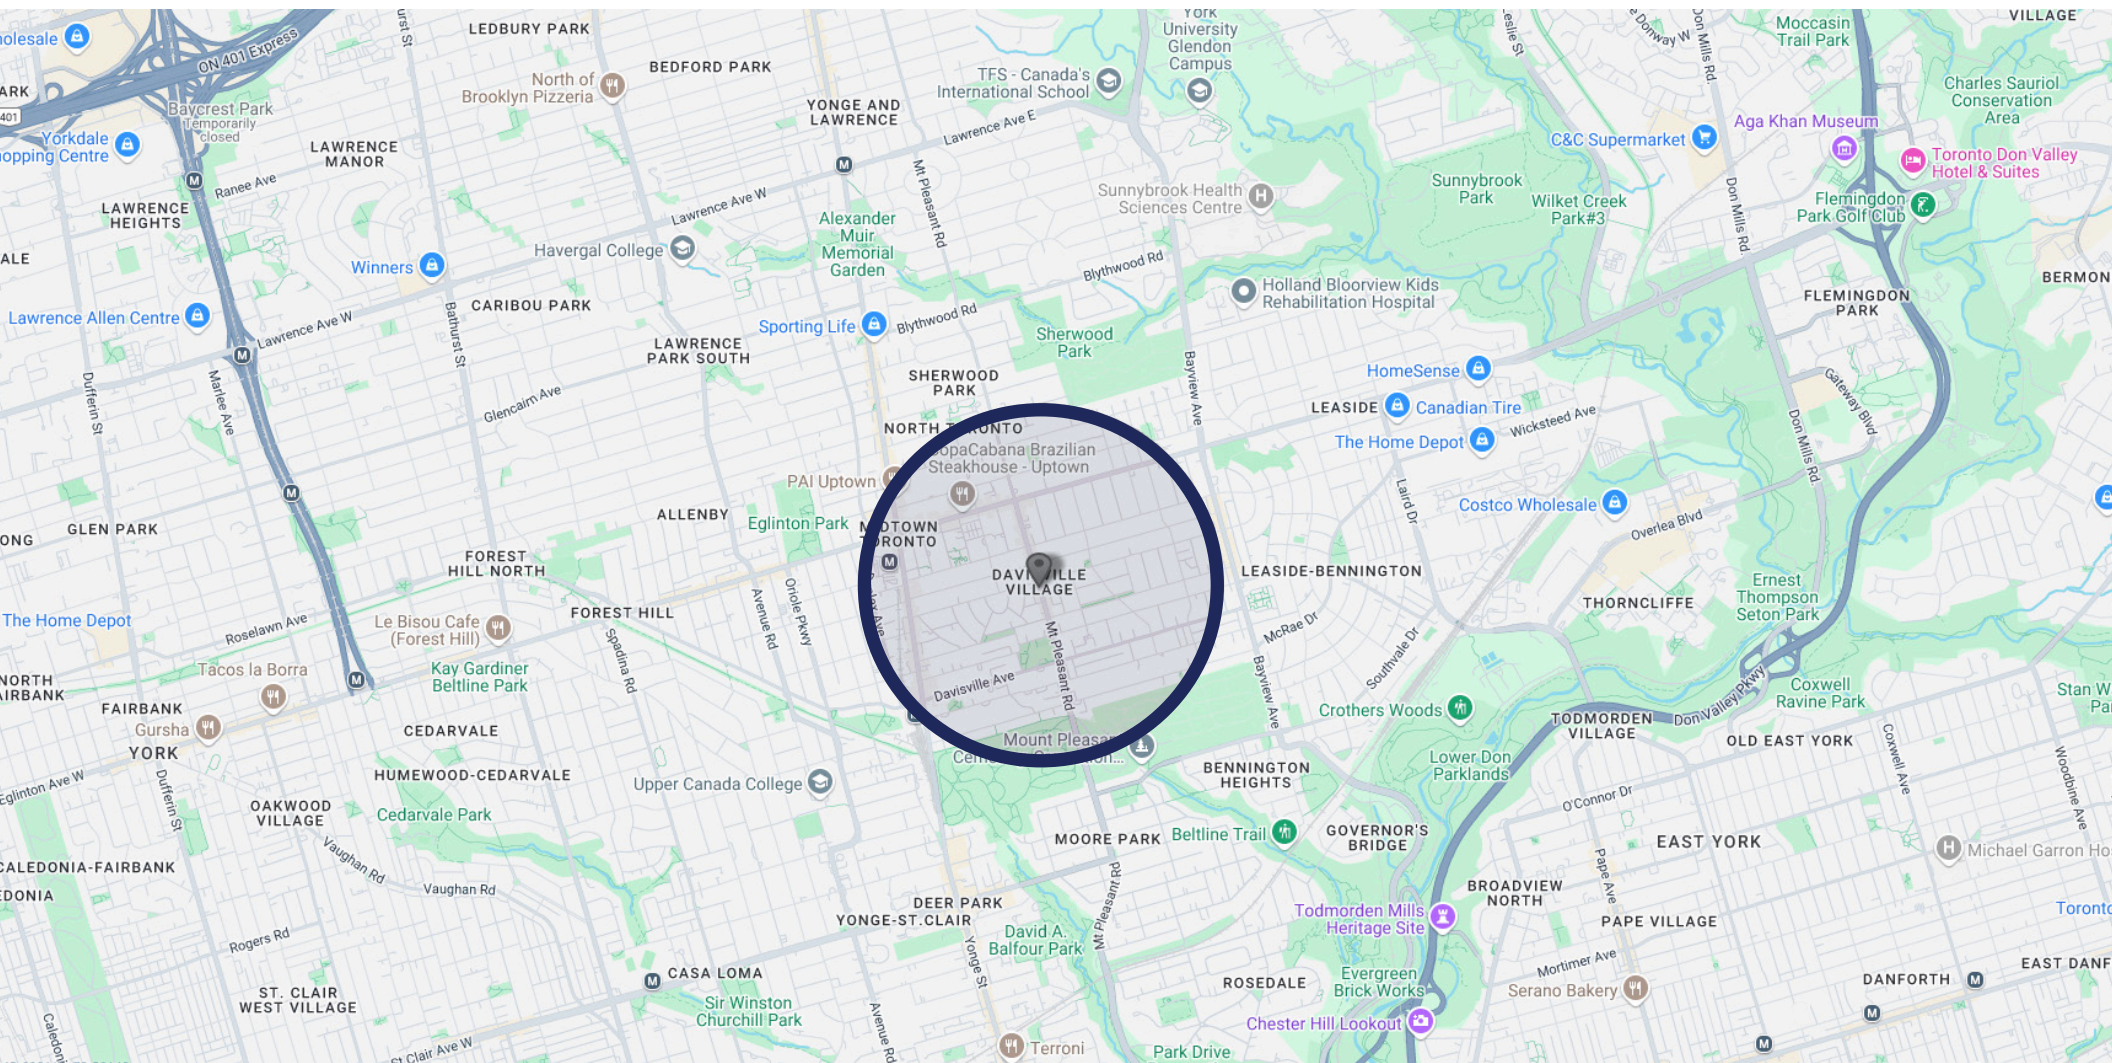 LEDBURY PARK
York
University
Glendon
Campus
Moccasin
Trail Park
VILLAGE
Donway W
Don Mills Rd
Leslie St
ON 401 Express
BEDFORD PARK
North of
Brooklyn Pizzeria
TFS - Canada's
International School
Charles Sauriol
Conservation
Area
401
Baycrest Park
Temporarily
closed
YONGE AND
LAWRENCE
Lawrence Ave E
Aga Khan Museum
C&C Supermarket
Yorkdale
LAWRENCE
MANOR
M
M
Toronto Don Valley
Hotel & Suites
Ranee Ave
Mt Pleasant Rd
Sunnybrook Health
Sciences Centre
H
Sunnybrook
Park
Wilket Creek
Park#3
Flemingdon
Park Golf Club
LAWRENCE
HEIGHTS
Lawrence Ave W
Alexander
Muir
Memorial
Garden
Don Mills Rd
Havergal College
Winners
Blythwood Rd
Holland Bloorview Kids
Rehabilitation Hospital
FLEMINGDON
PARK
CARIBOU PARK
Lawrence Allen Centre
Lawrence Ave W
Bathurst St
Sporting Life
Blythwood Rd
Sherwood
Park
M
LAWRENCE
PARK SOUTH
SHERWOOD
PARK
Bayview Ave
HomeSense
LEASIDE
Canadian Tire
Gateway Blvd
Dufferin St
Marlee Ave
Glencairn Ave
The Home Depot
Wicksteed Ave
NORTH TORONTO
Brazilian
Steakhouse - Uptown
Don Mills Rd
PAI Uptown
M
Laird Dr
Costco Wholesale
ALLENBY
Eglinton Park
Overlea Blvd
GLEN PARK
TORONTO
M
FOREST
HILL NORTH
VILLAGE
LEASIDE-BENNINGTON
Ernest
Thompson
Seton Park
THORNCLIFFE
The Home Depot
Roselawn Ave
Le Bisou Cafe
(Forest Hill)
FOREST HILL
Avenue Rd
Oriole Pkwy
McRae Dr
Southvale Dr
Spadina Rd
Mt Pleasant Rd
Tacos la Borra
M
Kay Gardiner
Beltline Park
Davisville Ave
Bayview Ave
Don Valley Pkwy
Coxwell
Ravine Park
NORTH
FAIRBANK
Gursha
YORK
CEDARVALE
Crothers Woods
TODMORDEN
VILLAGE
OLD EAST YORK
Mount
Lower Don
Parklands
Coxwell Ave
Woodbine Ave
Eglinton Ave W
Dufferin St
HUMEWOOD-CEDARVALE
Upper Canada College
BENNINGTON
HEIGHTS
O'Connor Dr
OAKWOOD
VILLAGE
Cedarvale Park
MOORE PARK
Beltline Trail
GOVERNOR'S
BRIDGE
EAST YORK
H
Michael Garron
CALEDONIA-FAIRBANK
Vaughan Rd
Vaughan Rd
Pape Ave
DEER PARK
YONGE-ST.CLAIR
Mt Pleasant Rd
BROADVIEW
NORTH
Todmorden Mills
Heritage Site
PAPE VILLAGE
Rogers Rd
David A.
Balfour Park
Yonge St
M
CASA LOMA
ROSEDALE
Evergreen
Brick Works
Mortimer Ave
Serano Bakery
DANFORTH
M
EAST
ST. CLAIR
WEST VILLAGE
Sir Winston
Churchill Park
Avenue Rd
Chester Hill Lookout
M
St Clair Ave W
Terroni
Park Drive
M